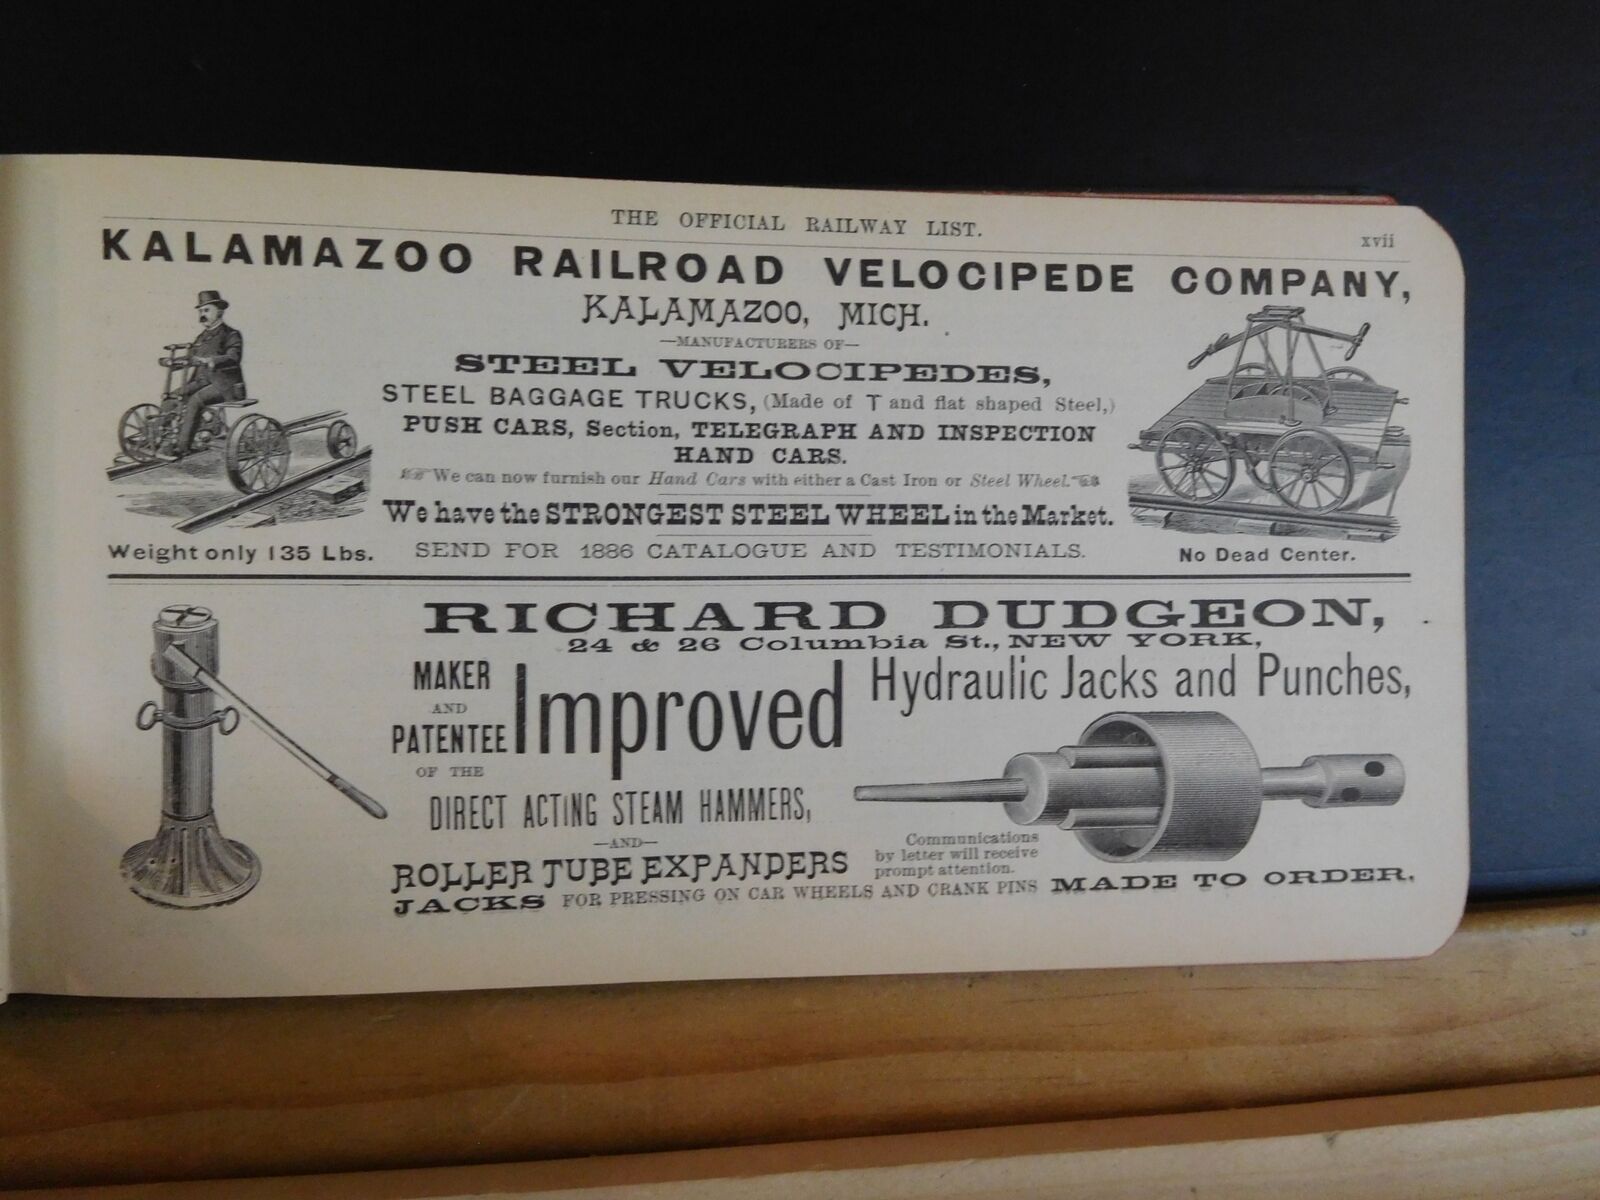 THE OFFICIAL RAILWAY LIST.
xvii
KALAMAZOO RAILROAD VELOCIPEDE COMPANY,
KALAMAZOO, MICH.
—MANUFACTURERS OF—
STEEL VELOCIPEDES,
STEEL BAGGAGE TRUCKS, (Made of T and flat shaped Steel,)
PUSH CARS, Section, TELEGRAPH AND INSPECTION
HAND CARS.
☞We can now furnish our Hand Cars with either a Cast Iron or Steel Wheel.☜
We have the STRONGEST STEEL WHEEL in the Market.
Weight only 135 Lbs.
SEND FOR 1886 CATALOGUE AND TESTIMONIALS.
No Dead Center.
RICHARD DUDGEON,
24 & 26 Columbia St., NEW YORK,
MAKER
AND
PATENTEE
OF THE
Improved
Hydraulic Jacks and Punches,
DIRECT ACTING STEAM HAMMERS,
—AND—
ROLLER TUBE EXPANDERS
Communications
by letter will receive
prompt attention.
JACKS FOR PRESSING ON CAR WHEELS AND CRANK PINS MADE TO ORDER.